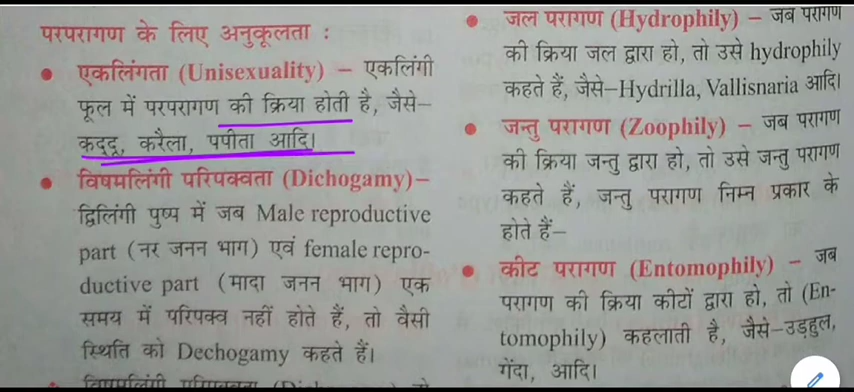 परपरागण के लिए अनुकूलता :
• एकलिंगता (Unisexuality) – एकलिंगी
फूल में परपरागण की क्रिया होती है, जैसे–
कद्दू, करैला, पपीता आदि।
• विषमलिंगी परिपक्वता (Dichogamy)–
द्विलिंगी पुष्प में जब Male reproductive
part (नर जनन भाग) एवं female repro-
ductive part (मादा जनन भाग) एक
समय में परिपक्व नहीं होते हैं, तो वैसी
स्थिति को Dechogamy कहते हैं।
• जल परागण (Hydrophily) – जब परागण
की क्रिया जल द्वारा हो, तो उसे hydrophily
कहते हैं, जैसे–Hydrilla, Vallisnaria आदि।
• जन्तु परागण (Zoophily) – जब परागण
की क्रिया जन्तु द्वारा हो, तो उसे जन्तु परागण
कहते हैं, जन्तु परागण निम्न प्रकार के
होते हैं–
• कीट परागण (Entomophily) – जब
परागण की क्रिया कीटों द्वारा हो, तो (En-
tomophily) कहलाती है, जैसे–उड़हुल,
गेंदा, आदि।